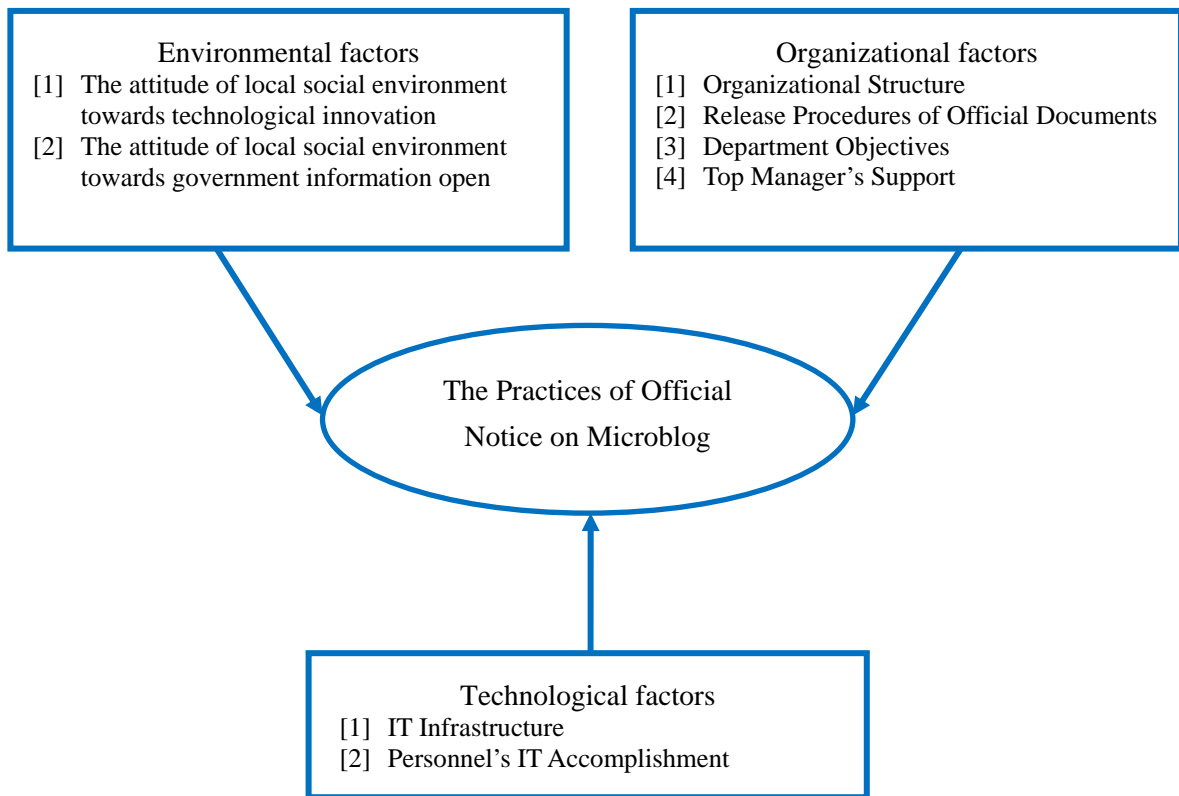 Environmental factors
[1] The attitude of local social environment
towards technological innovation
[2] The attitude of local social environment
towards government information open
Organizational factors
[1] Organizational Structure
[2] Release Procedures of Official Documents
[3] Department Objectives
[4] Top Manager’s Support
The Practices of Official
Notice on Microblog
Technological factors
[1] IT Infrastructure
[2] Personnel’s IT Accomplishment